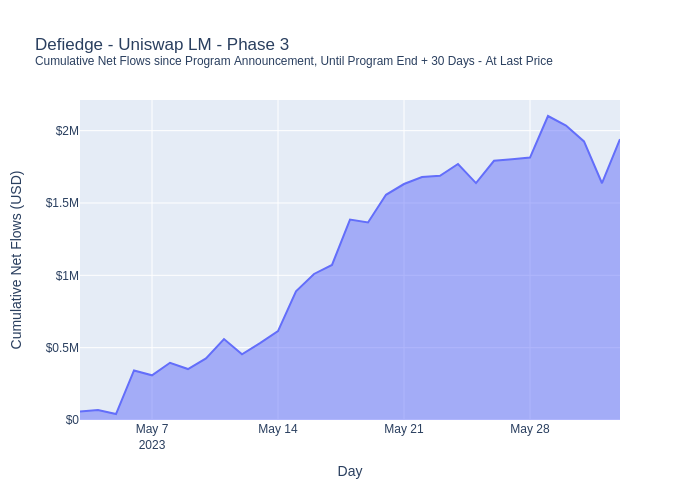 Defiedge - Uniswap LM - Phase 3
Cumulative Net Flows since Program Announcement, Until Program End + 30 Days - At Last Price
Cumulative Net Flows (USD)
$2M
$1.5M
$1M
$0.5M
$0
May 7
2023
May 14
May 21
May 28
Day